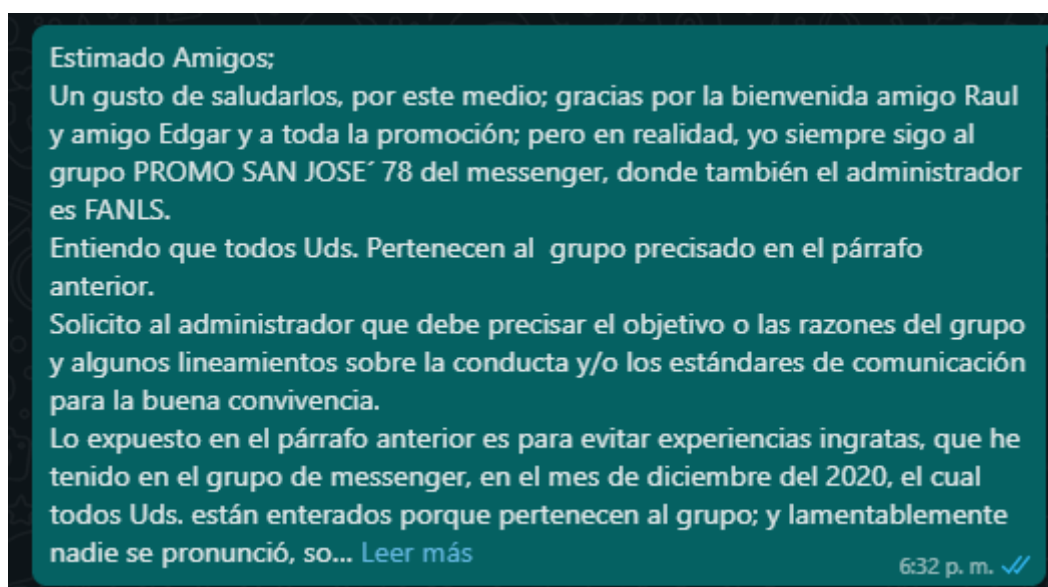 Estimado Amigos;
Un gusto de saludarlos, por este medio; gracias por la bienvenida amigo Raul
y amigo Edgar y a toda la promoción; pero en realidad, yo siempre sigo al
grupo PROMO SAN JOSE´ 78 del messenger, donde también el administrador
es FANLS.
Entiendo que todos Uds. Pertenecen al  grupo precisado en el párrafo
anterior.
Solicito al administrador que debe precisar el objetivo o las razones del grupo
y algunos lineamientos sobre la conducta y/o los estándares de comunicación
para la buena convivencia.
Lo expuesto en el párrafo anterior es para evitar experiencias ingratas, que he
tenido en el grupo de messenger, en el mes de diciembre del 2020, el cual
todos Uds. están enterados porque pertenecen al grupo; y lamentablemente
nadie se pronunció, so... Leer más
6:32 p. m.